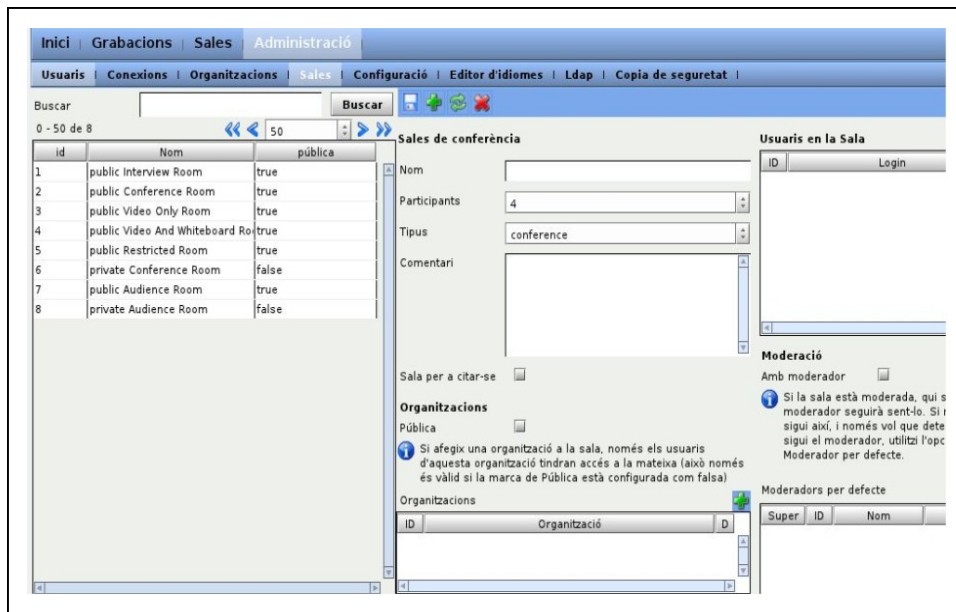 Inici Grabacions Sales Administració
Usuaris Conexions Organitzacions Sales Configuració Editor d'idiomes Ldap Copia de seguretat
Buscar Buscar
0 - 50 de 8 50
id Nom pública
1 public Interview Room true
2 public Conference Room true
3 public Video Only Room true
4 public Video And Whiteboard Ro true
5 public Restricted Room true
6 private Conference Room false
7 public Audience Room true
8 private Audience Room false
Sales de conferència
Nom
Participants 4
Tipus conference
Comentari
Sala per a citar-se
Organitzacions
Pública
Si afegix una organització a la sala, només els usuaris
d'aquesta organització tindran accés a la mateixa (això només
és vàlid si la marca de Pública està configurada com falsa)
Organitzacions
ID Organització D
Usuaris en la Sala
ID Login
Moderació
Amb moderador
Si la sala està moderada, qui s
moderador seguirà sent-lo. Si
sigui així, i només vol que dete
sigui el moderador, utilitzi l'opc
Moderador per defecte.
Moderadors per defecte
Super ID Nom